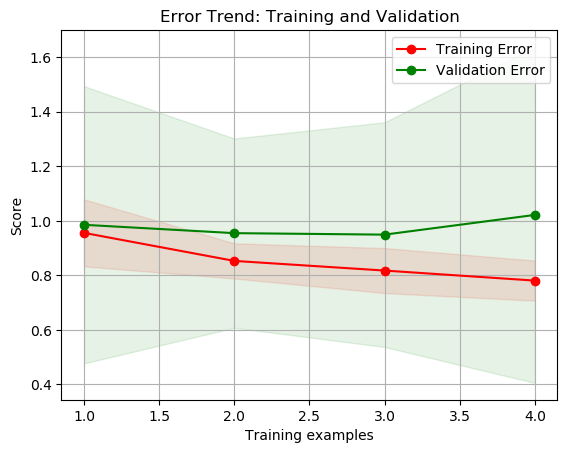 Error Trend: Training and Validation
Training Error
Validation Error
Score
1.6
1.4
1.2
1.0
0.8
0.6
0.4
1.0 1.5 2.0 2.5 3.0 3.5 4.0
Training examples